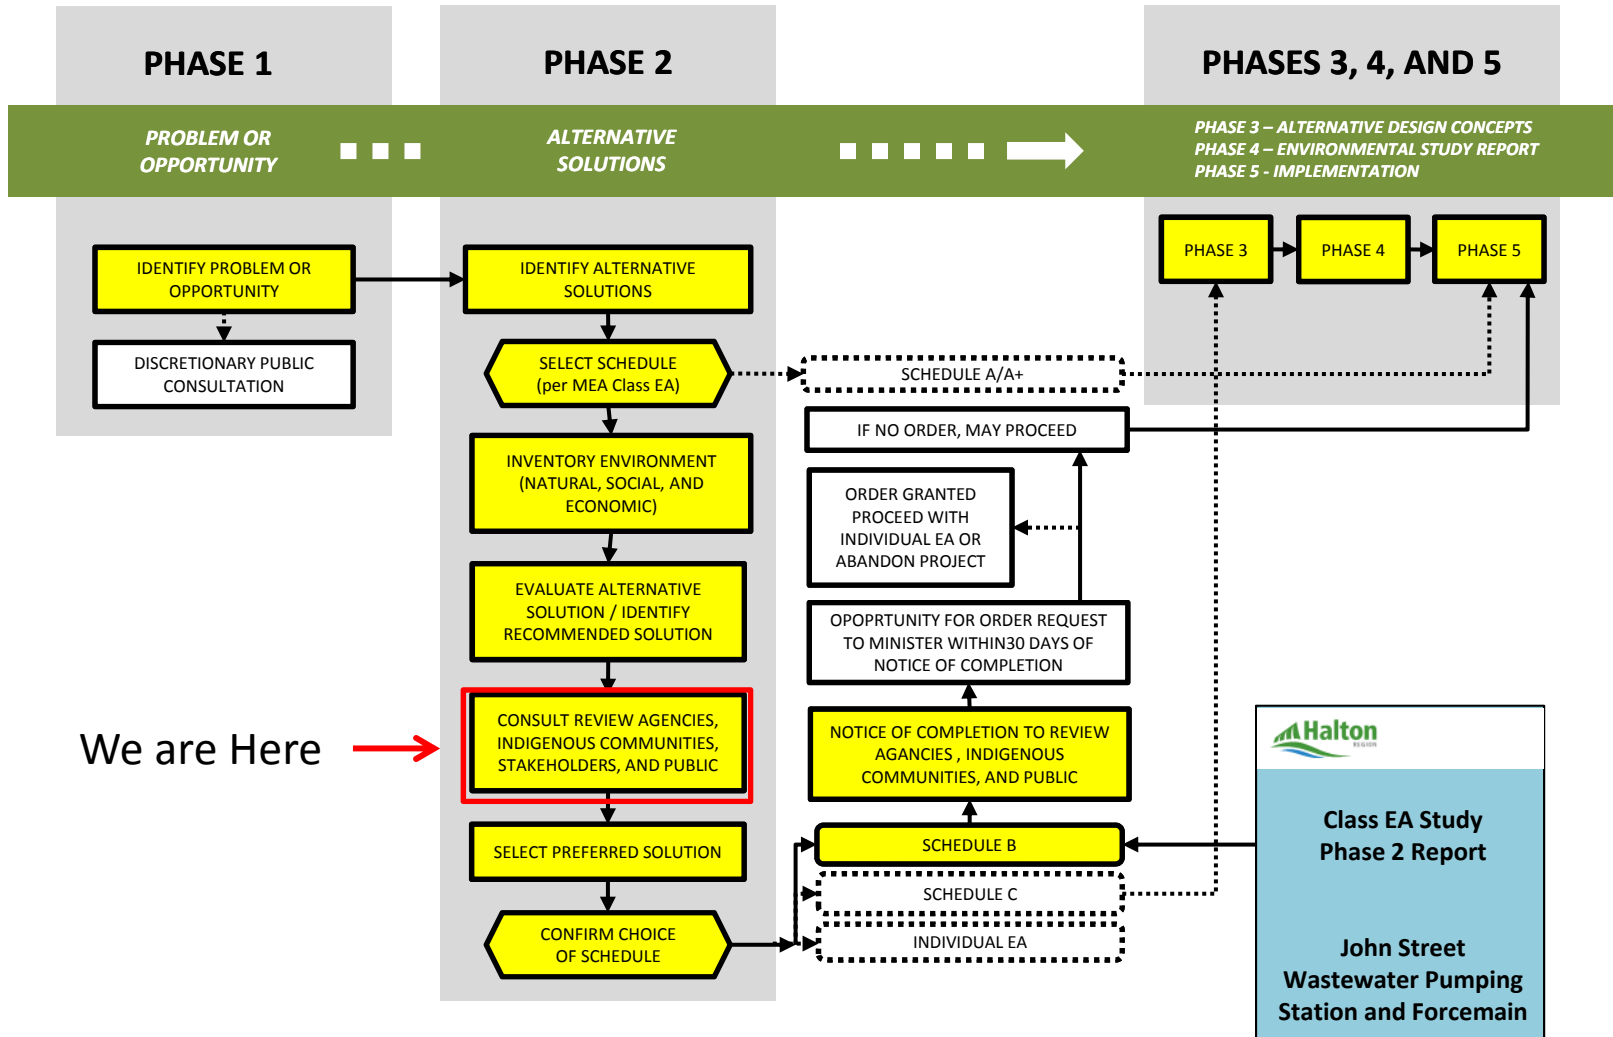 PHASE 1
PHASE 2
PHASES 3, 4, AND 5
PROBLEM OR
OPPORTUNITY
ALTERNATIVE
SOLUTIONS
PHASE 3 – ALTERNATIVE DESIGN CONCEPTS
PHASE 4 – ENVIRONMENTAL STUDY REPORT
PHASE 5 - IMPLEMENTATION
IDENTIFY PROBLEM OR
OPPORTUNITY
DISCRETIONARY PUBLIC
CONSULTATION
IDENTIFY ALTERNATIVE
SOLUTIONS
SELECT SCHEDULE
(per MEA Class EA)
INVENTORY ENVIRONMENT
(NATURAL, SOCIAL, AND
ECONOMIC)
EVALUATE ALTERNATIVE
SOLUTION / IDENTIFY
RECOMMENDED SOLUTION
We are Here
CONSULT REVIEW AGENCIES,
INDIGENOUS COMMUNITIES,
STAKEHOLDERS, AND PUBLIC
SELECT PREFERRED SOLUTION
CONFIRM CHOICE
OF SCHEDULE
SCHEDULE A/A+
IF NO ORDER, MAY PROCEED
ORDER GRANTED
PROCEED WITH
INDIVIDUAL EA OR
ABANDON PROJECT
OPOPRTUNITY FOR ORDER REQUEST
TO MINISTER WITHIN30 DAYS OF
NOTICE OF COMPLETION
NOTICE OF COMPLETION TO REVIEW
AGANCIES , INDIGENOUS
COMMUNITIES, AND PUBLIC
SCHEDULE B
SCHEDULE C
INDIVIDUAL EA
PHASE 3
PHASE 4
PHASE 5
Halton
REGION
Class EA Study
Phase 2 Report
John Street
Wastewater Pumping
Station and Forcemain